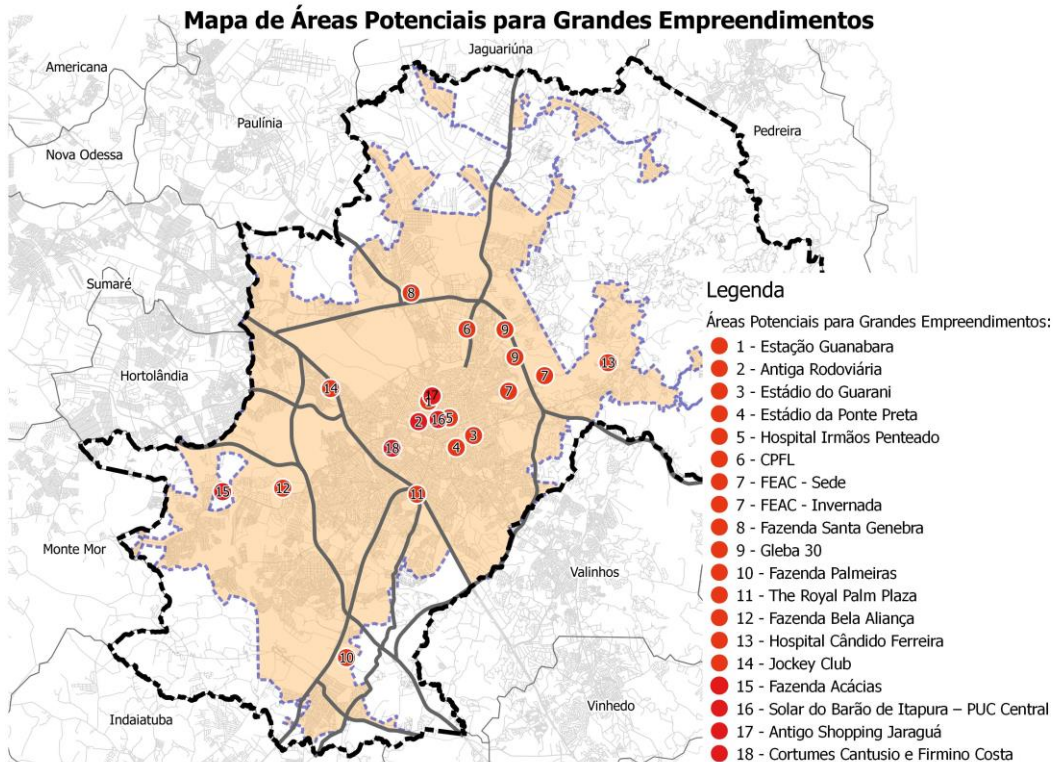 Mapa de Áreas Potenciais para Grandes Empreendimentos
Jaguariúna
Americana
Paulínia
Pedreira
Nova Odessa
Sumaré
Hortolândia
Monte Mor
Valinhos
Indaiatuba
Vinhedo
8
6
9
9
13
7
14
7
17
1
2
16
5
3
18
4
12
15
11
10
Legenda
Áreas Potenciais para Grandes Empreendimentos:
1 - Estação Guanabara
2 - Antiga Rodoviária
3 - Estádio do Guarani
4 - Estádio da Ponte Preta
5 - Hospital Irmãos Penteado
6 - CPFL
7 - FEAC - Sede
7 - FEAC - Invernada
8 - Fazenda Santa Genebra
9 - Gleba 30
10 - Fazenda Palmeiras
11 - The Royal Palm Plaza
12 - Fazenda Bela Aliança
13 - Hospital Cândido Ferreira
14 - Jockey Club
15 - Fazenda Acácias
16 - Solar do Barão de Itapura – PUC Central
17 - Antigo Shopping Jaraguá
18 - Cortumes Cantusio e Firmino Costa